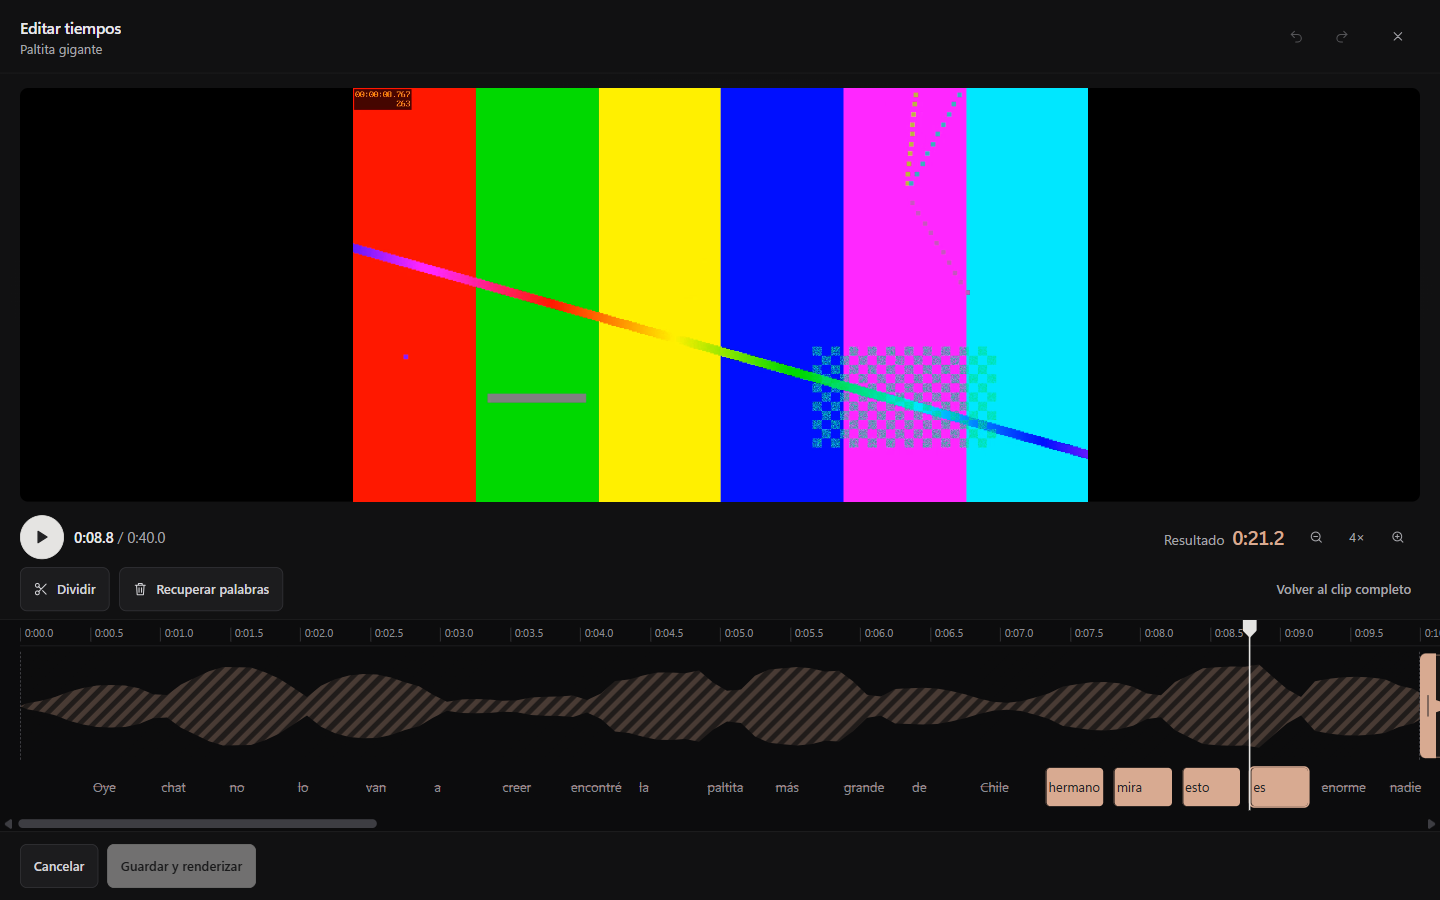 Editar tiempos
Paltita gigante
00:00:08.767
263
0:08.8 / 0:40.0
Resultado 0:21.2
4×
Dividir
Recuperar palabras
Volver al clip completo
0:00.0 0:00.5 0:01.0 0:01.5 0:02.0 0:02.5 0:03.0 0:03.5 0:04.0 0:04.5 0:05.0 0:05.5 0:06.0 0:06.5 0:07.0 0:07.5 0:08.0 0:08.5 0:09.0 0:09.5
Oye chat no lo van a creer encontré la paltita más grande de Chile hermano mira esto es enorme nadie
Cancelar
Guardar y renderizar